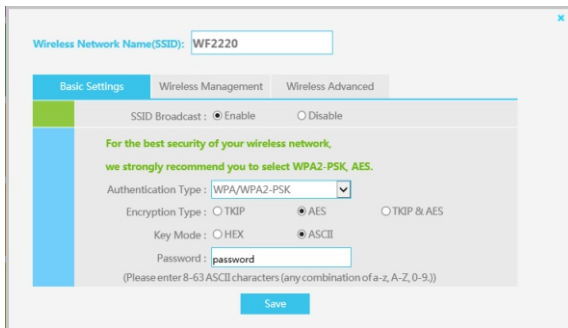 ×
Wireless Network Name(SSID): WF2220
Basic Settings Wireless Management Wireless Advanced
SSID Broadcast : Enable Disable
For the best security of your wireless network,
we strongly recommend you to select WPA2-PSK, AES.
Authentication Type : WPA/WPA2-PSK
Encryption Type : TKIP AES TKIP & AES
Key Mode : HEX ASCII
Password : password
(Please enter 8-63 ASCII characters (any combination of a-z, A-Z, 0-9.))
Save